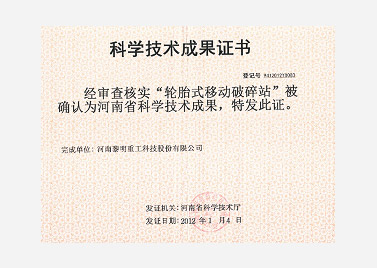 科学技术成果证书
登记号
经审查核实“轮胎式移动破碎站”被
确认为河南省科学技术成果，特发此证。
完成单位: 河南黎明重工科技股份有限公司
发证机关: 河南省科学技术厅
发证日期: 2012 年 1 月 4 日